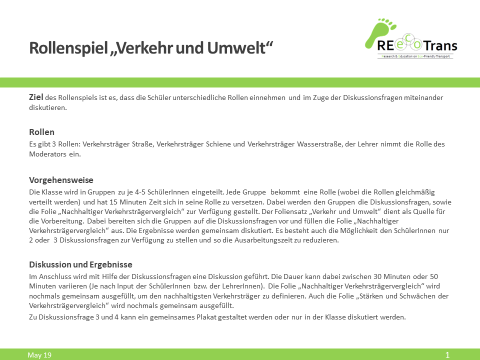 REecoTrans
Rollenspiel „Verkehr und Umwelt“
Ziel des Rollenspiels ist es, dass die Schüler unterschiedliche Rollen einnehmen und im Zuge der Diskussionsfragen miteinander
diskutieren.
Rollen
Es gibt 3 Rollen: Verkehrsträger Straße, Verkehrsträger Schiene und Verkehrsträger Wasserstraße, der Lehrer nimmt die Rolle des
Moderators ein.
Vorgehensweise
Die Klasse wird in Gruppen zu je 4-5 SchülerInnen eingeteilt. Jede Gruppe bekommt eine Rolle (wobei die Rollen gleichmäßig
verteilt werden) und hat 15 Minuten Zeit sich in seine Rolle zu versetzen. Dabei werden den Gruppen die Diskussionsfragen, sowie
die Folie „Nachhaltiger Verkehrsträgervergleich“ zur Verfügung gestellt. Der Foliensatz „Verkehr und Umwelt“ dient als Quelle für
die Vorbereitung. Dabei bereiten sich die Gruppen auf die Diskussionsfragen vor und füllen die Folie „Nachhaltiger
Verkehrsträgervergleich“ aus. Die Ergebnisse werden gemeinsam diskutiert. Es besteht auch die Möglichkeit den SchülerInnen nur
2 oder 3 Diskussionsfragen zur Verfügung zu stellen und so die Ausarbeitungszeit zu reduzieren.
Diskussion und Ergebnisse
Im Anschluss wird mit Hilfe der Diskussionsfragen eine Diskussion geführt. Die Dauer kann dabei zwischen 30 Minuten oder 50
Minuten variieren (Je nach Input der SchülerInnen bzw. der LehrerInnen). Die Folie „Nachhaltiger Verkehrsträgervergleich“ wird
nochmals gemeinsam ausgefüllt, um den nachhaltigsten Verkehrsträger zu definieren. Auch die Folie „Stärken und Schwächen der
Verkehrsträgervergleich“ wird nochmals gemeinsam ausgefüllt.
Zu Diskussionsfrage 3 und 4 kann ein gemeinsames Plakat gestaltet werden oder nur in der Klasse diskutiert werden.
May 19
1